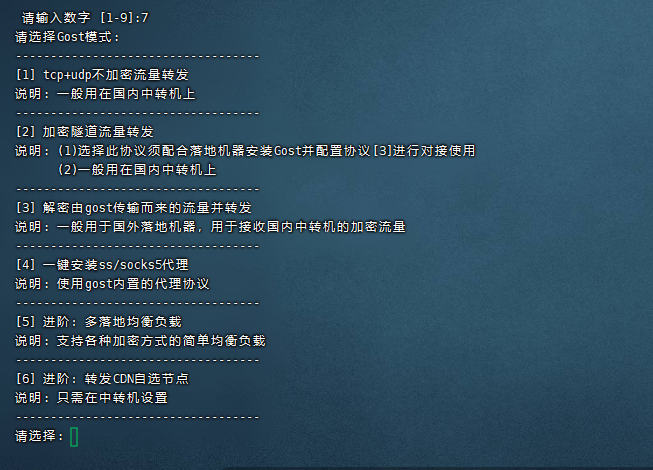 请输入数字 [1-9]:7
请选择Gost模式:
-----------------------------------
[1] tcp+udp不加密流量转发
说明: 一般用在国内中转机上
-----------------------------------
[2] 加密隧道流量转发
说明: (1)选择此协议须配合落地机器安装Gost并配置协议[3]进行对接使用
(2)一般用在国内中转机上
-----------------------------------
[3] 解密由gost传输而来的流量并转发
说明: 一般用于国外落地机器, 用于接收国内中转机的加密流量
-----------------------------------
[4] 一键安装ss/socks5代理
说明: 使用gost内置的代理协议
-----------------------------------
[5] 进阶: 多落地均衡负载
说明: 支持各种加密方式的简单均衡负载
-----------------------------------
[6] 进阶: 转发CDN自选节点
说明: 只需在中转机设置
-----------------------------------
请选择: